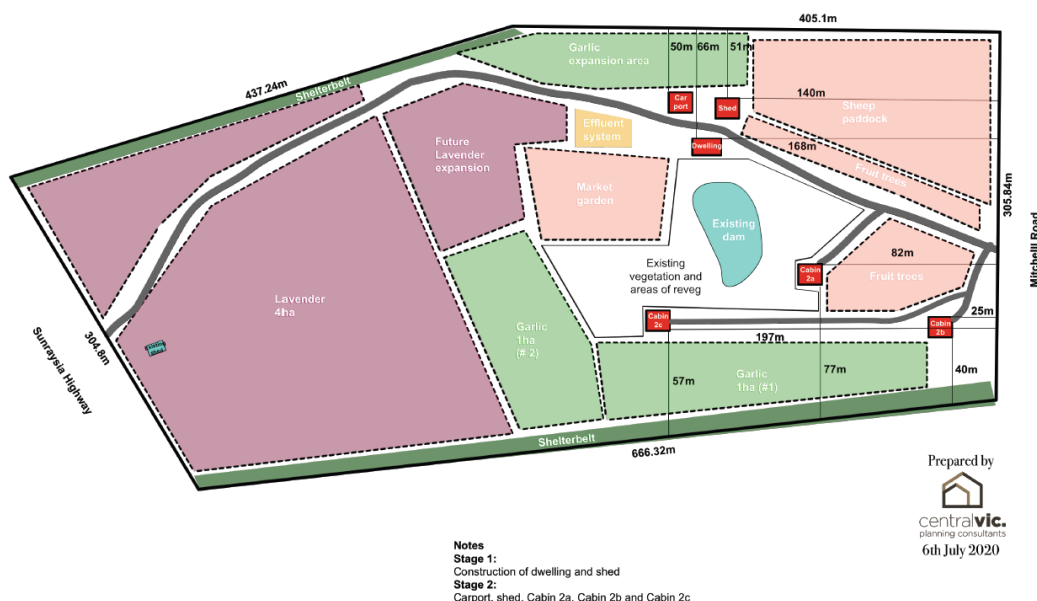 405.1m
Garlic
expansion area
50m
66m
51m
437.24m
Shelterbelt
Car
port
Shed
140m
Sheep
paddock
Effluent
system
Future
Lavender
expansion
Dwelling
168m
Fruit trees
305.84m
Mitchelll Road
Market
garden
Existing
dam
82m
Existing
vegetation and
areas of reveg
Cabin
2a
Fruit trees
Lavender
4ha
304.8m
Sunraysia Highway
Garlic
1ha
(# 2)
Cabin
2c
25m
Cabin
2b
197m
57m
Garlic
1ha (#1)
77m
40m
Shelterbelt
666.32m
Prepared by
centralvic.
planning consultants
6th July 2020
Notes
Stage 1:
Construction of dwelling and shed
Stage 2:
Carport, shed, Cabin 2a, Cabin 2b and Cabin 2c